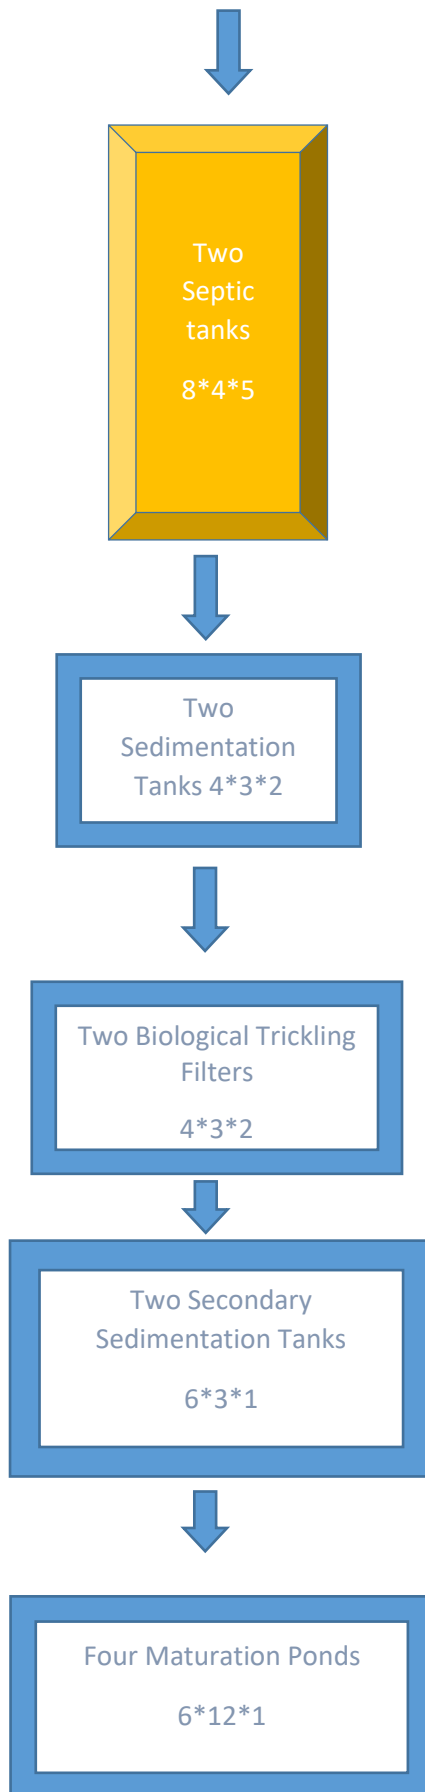 Two
Septic
tanks
8*4*5
Two
Sedimentation
Tanks 4*3*2
Two Biological Trickling
Filters
4*3*2
Two Secondary
Sedimentation Tanks
6*3*1
Four Maturation Ponds
6*12*1